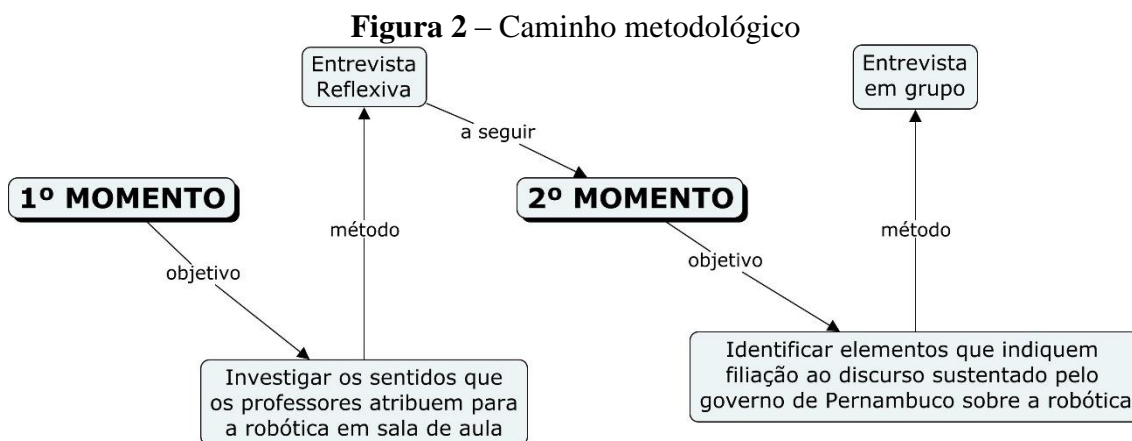 Figura 2 – Caminho metodológico
Entrevista
Reflexiva
Entrevista
em grupo
a seguir
1º MOMENTO
2º MOMENTO
método
método
objetivo
objetivo
Investigar os sentidos que
os professores atribuem para
a robótica em sala de aula
Identificar elementos que indiquem
filiação ao discurso sustentado pelo
governo de Pernambuco sobre a robótica